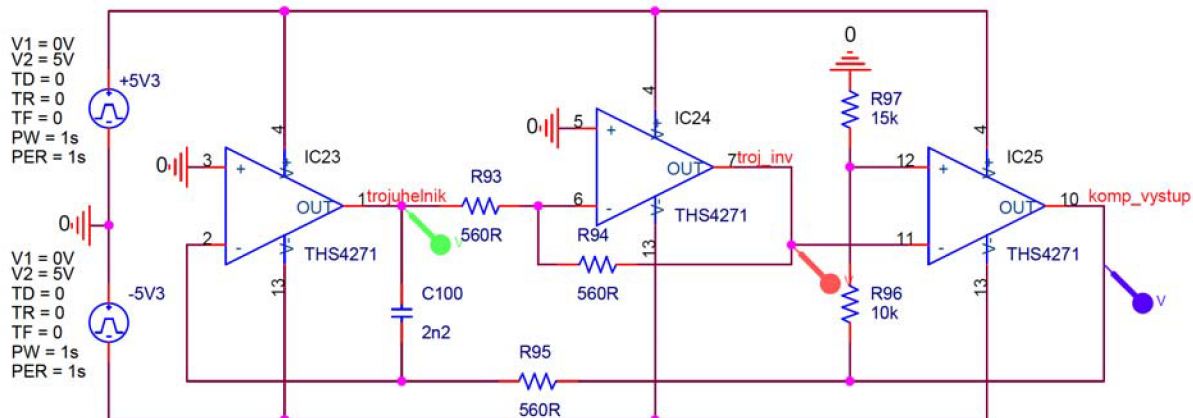 V1 = 0V
V2 = 5V
TD = 0
TR = 0
TF = 0
PW = 1s
PER = 1s
+5V3
0
V1 = 0V
V2 = 5V
TD = 0
TR = 0
TF = 0
PW = 1s
PER = 1s
-5V3
0
3
+
2
-
4
V+
IC23
OUT
1
trojuhelnik
V-
THS4271
13
V
C100
2n2
R93
560R
R94
560R
R95
560R
0
5
+
6
-
4
V+
IC24
OUT
7
troj_inv
V-
THS4271
13
V
0
R97
15k
R96
10k
12
+
11
-
4
V+
IC25
OUT
10
komp_vystup
V-
THS4271
13
V